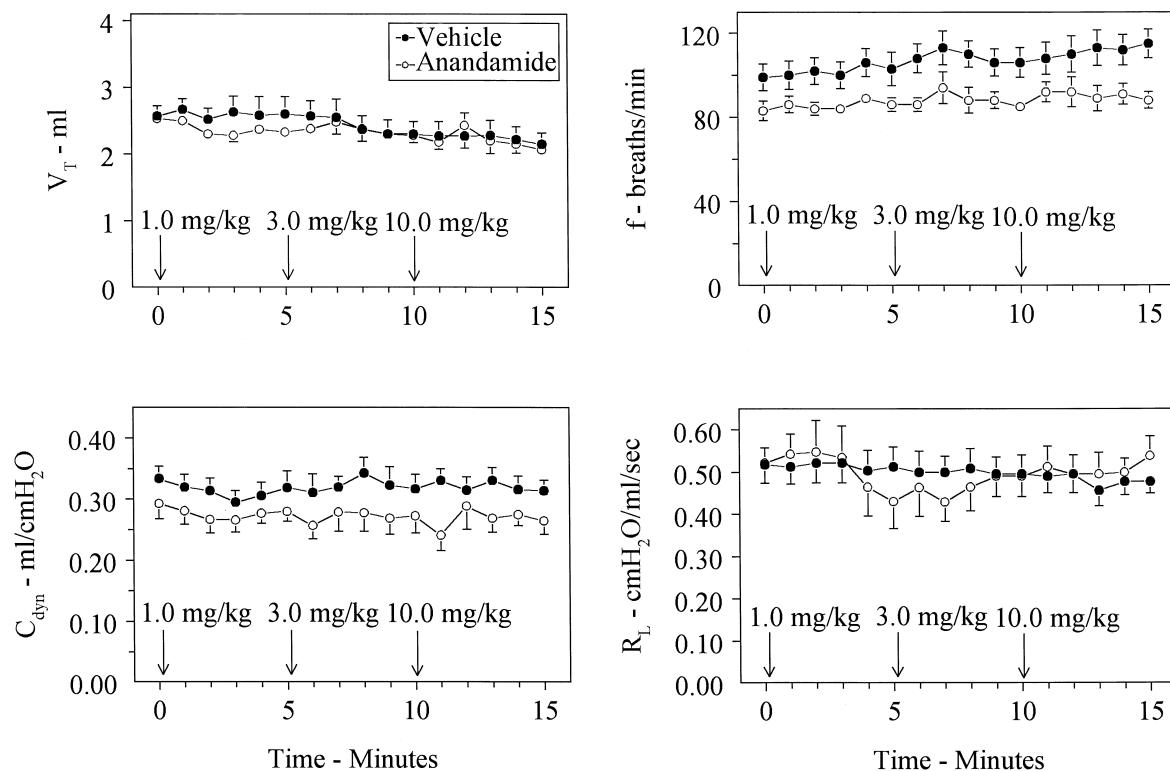 Vehicle
Anandamide
V_T - ml
4
3
2
1
0
1.0 mg/kg
3.0 mg/kg
10.0 mg/kg
0
5
10
15
f - breaths/min
120
80
40
0
1.0 mg/kg
3.0 mg/kg
10.0 mg/kg
0
5
10
15
C_dyn - ml/cmH₂O
0.40
0.30
0.20
0.10
0.00
1.0 mg/kg
3.0 mg/kg
10.0 mg/kg
0
5
10
15
Time - Minutes
R_L - cmH₂O/ml/sec
0.60
0.50
0.40
0.30
0.20
0.10
0.00
1.0 mg/kg
3.0 mg/kg
10.0 mg/kg
0
5
10
15
Time - Minutes